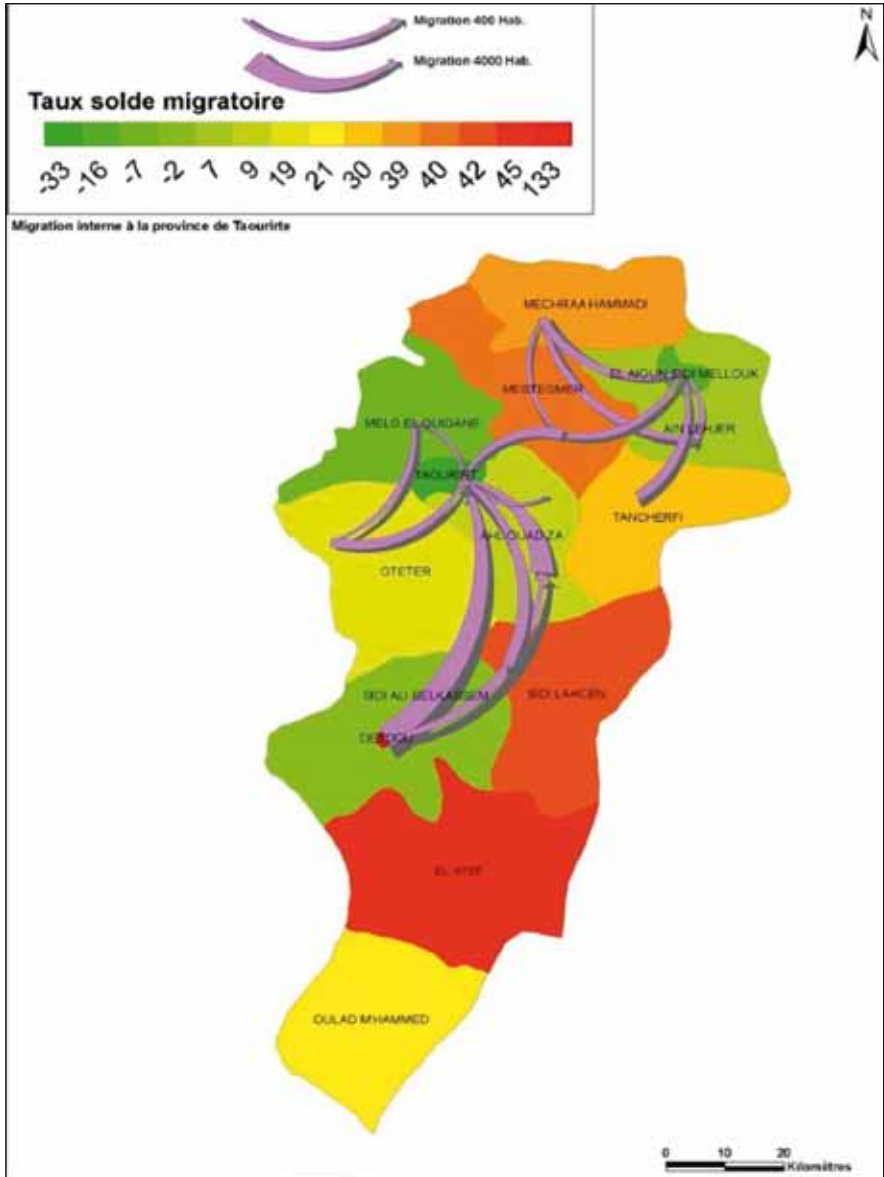 N
Migration 400 Hab.
Migration 4000 Hab.
Taux solde migratoire
-33 -16 -7 -2 7 9 19 21 30 39 40 42 45 133
Migration interne à la province de Taourirte
MECHRAA HAMMADI
EL AIOUN SIDI MELLOUK
MESTEGMER
AIN LEHJER
MELG EL OUIDANE
TAOURIRT
TANCHERFI
AHL OUAD ZA
GTETER
SIDI ALI BELKASSEM
SIDI LAHCEN
DEBDOU
EL ATEF
OULAD M'HAMMED
0 10 20
Kilomètres